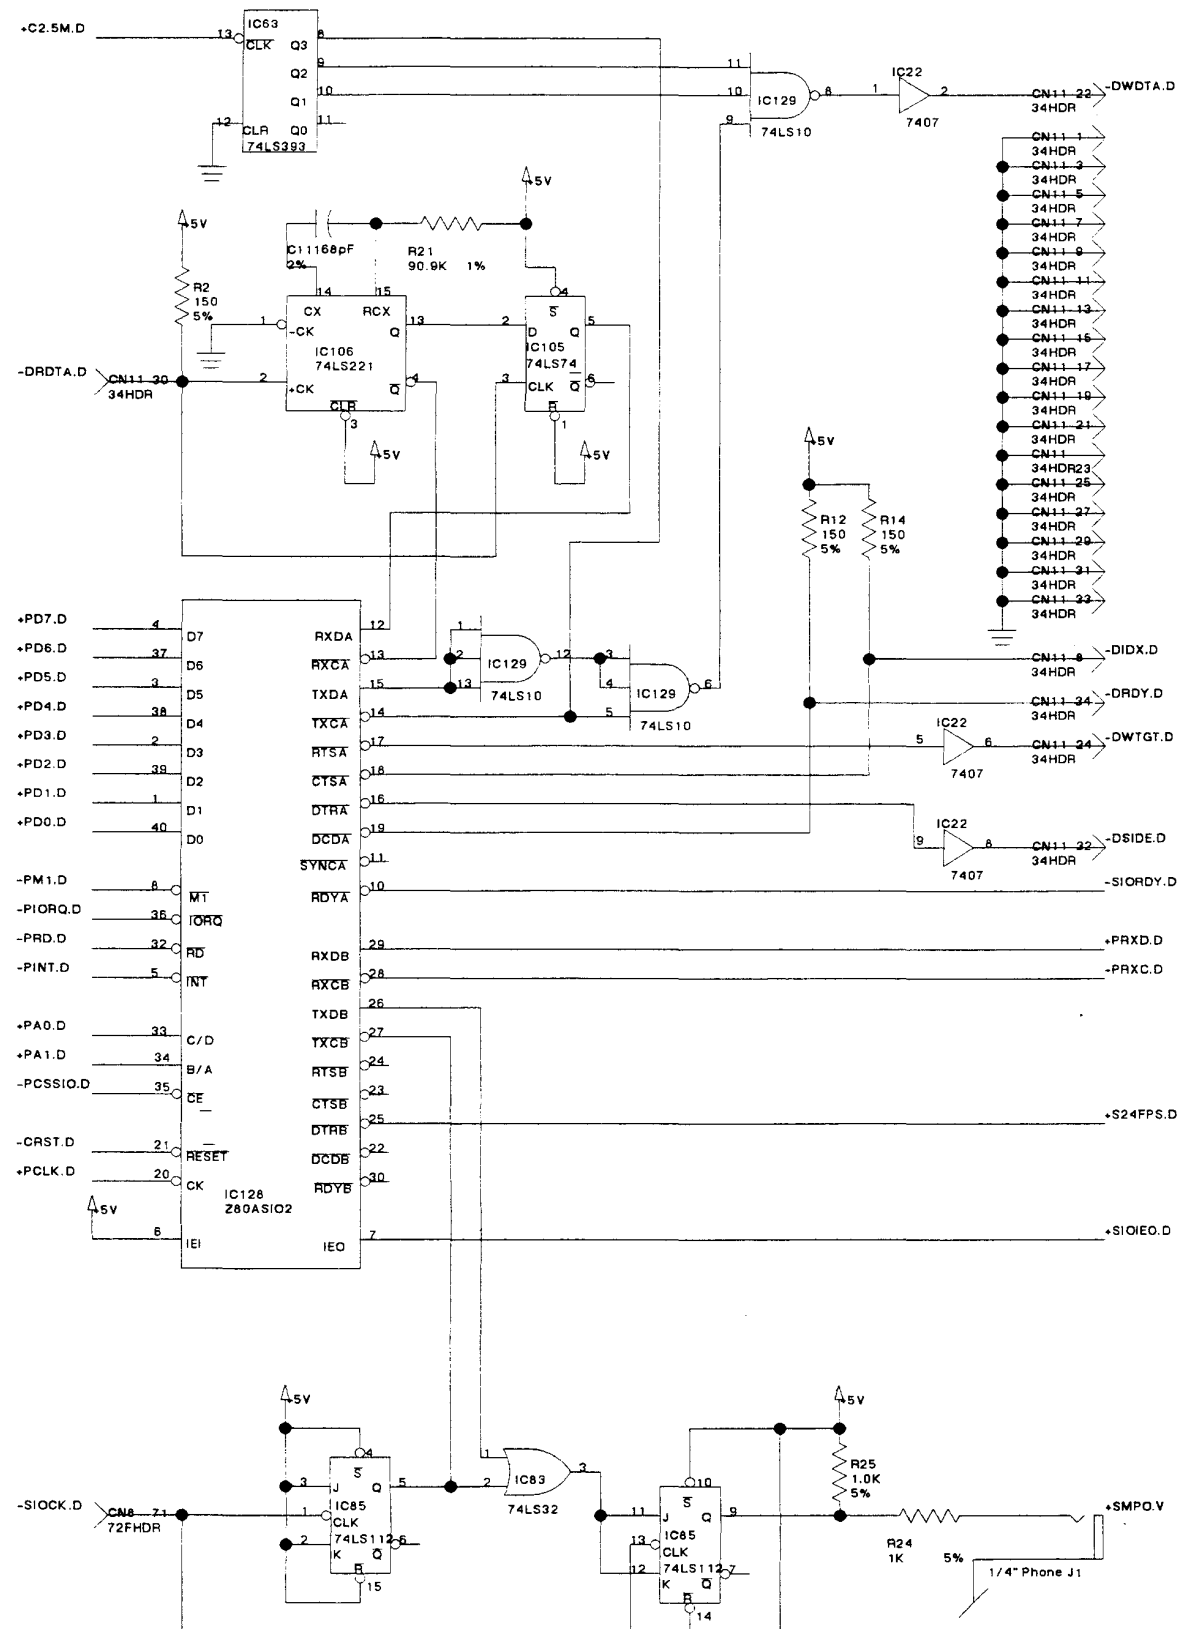 +C2.5M.D
13
IC63
CLK
Q3
8
Q2
9
Q1
10
12
CLR
Q0
11
74LS393
11
10
9
IC129
8
74LS10
IC22
1
2
7407
CN11 22
34HDR
-DWDTA.D
CN11 1
34HDR
CN11 3
34HDR
CN11 5
34HDR
CN11 7
34HDR
CN11 9
34HDR
CN11 11
34HDR
CN11 13
34HDR
CN11 15
34HDR
CN11 17
34HDR
CN11 19
34HDR
CN11 21
34HDR
CN11
34HDR23
CN11 25
34HDR
CN11 27
34HDR
CN11 29
34HDR
CN11 31
34HDR
CN11 33
34HDR
+5V
R2
150
5%
C11168pF
2%
R21
90.9K 1%
+5V
14
15
CX
RCX
1
-CK
Q
13
IC106
74LS221
2
+CK
Q
4
CLR
3
+5V
4
S
2
D
Q
5
IC105
74LS74
3
CLK
Q
6
R
1
+5V
-DRDTA.D
CN11 30
34HDR
+5V
R12
150
5%
R14
150
5%
+PD7.D
4
D7
+PD6.D
37
D6
+PD5.D
3
D5
+PD4.D
38
D4
+PD3.D
2
D3
+PD2.D
39
D2
+PD1.D
1
D1
+PD0.D
40
D0
-PM1.D
8
M1
-PIORQ.D
36
IORQ
-PRD.D
32
RD
-PINT.D
5
INT
+PA0.D
33
C/D
+PA1.D
34
B/A
-PCSSIO.D
35
CE
-CRST.D
21
RESET
+PCLK.D
20
CK
+5V
6
IEI
IC128
Z80ASIO2
RXDA
12
RXCA
13
TXDA
15
TXCA
14
RTSA
17
CTSA
18
DTRA
16
DCDA
19
SYNCA
11
RDYA
10
RXDB
29
RXCB
28
TXDB
26
TXCB
27
RTSB
24
CTSB
23
DTRB
25
DCDB
22
RDYB
30
IEO
7
1
2
13
IC129
12
74LS10
3
4
5
IC129
6
74LS10
CN11 8
34HDR
-DIDX.D
CN11 34
34HDR
-DRDY.D
5
IC22
6
7407
CN11 24
34HDR
-DWTGT.D
9
IC22
8
7407
CN11 32
34HDR
-DSIDE.D
-SIORDY.D
+PRXD.D
-PRXC.D
+S24FPS.D
+SIOIEO.D
-SIOCK.D
CN8 71
72FHDR
+5V
4
S
3
J
Q
5
IC85
1
CLK
74LS112
2
K
Q
6
R
15
1
2
IC83
3
74LS32
10
S
11
J
Q
9
IC85
13
CLK
74LS112
12
K
Q
7
R
14
+5V
R25
1.0K
5%
R24
1K 5%
+SMPO.V
1/4" Phone J1